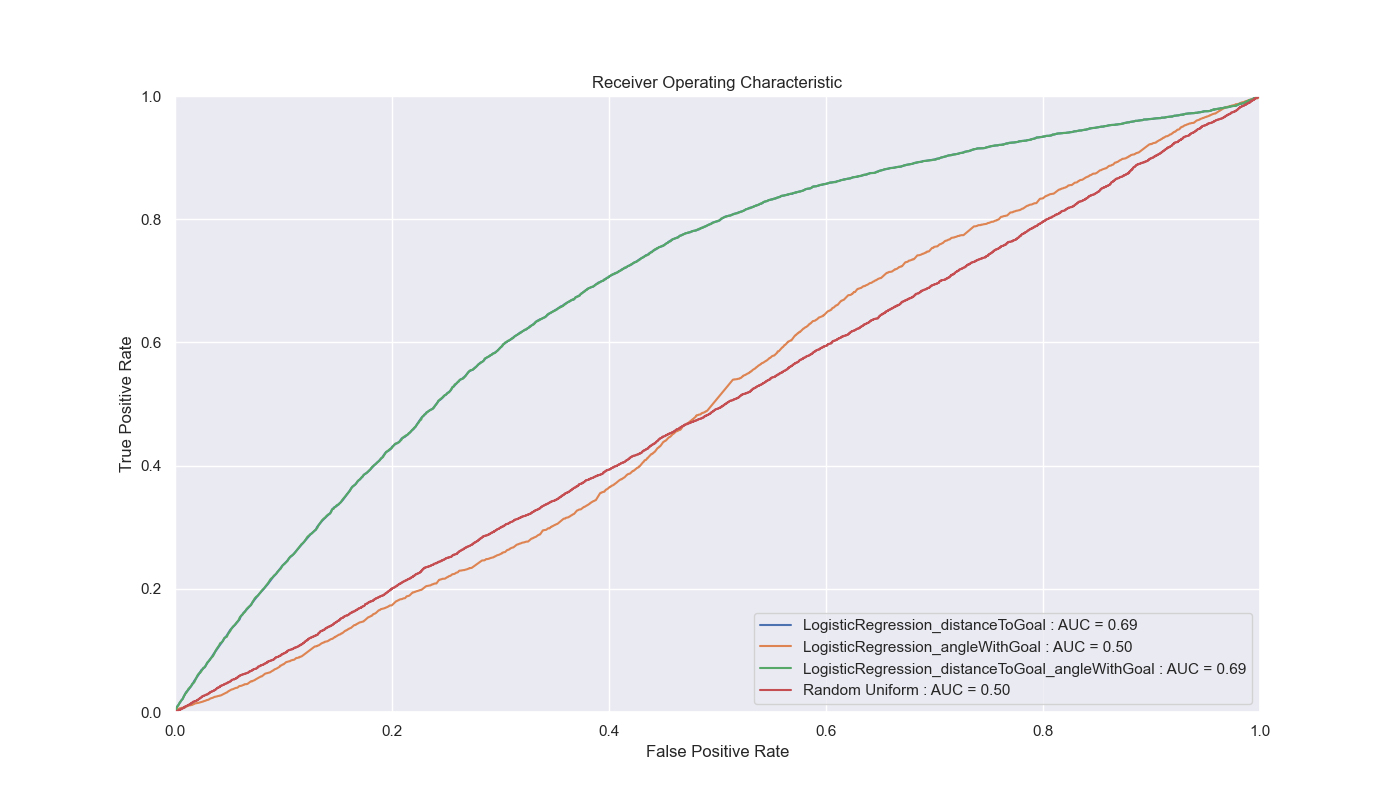 Receiver Operating Characteristic
1.0
0.8
0.6
0.4
0.2
0.0
True Positive Rate
0.0 0.2 0.4 0.6 0.8 1.0
False Positive Rate
LogisticRegression_distanceToGoal : AUC = 0.69
LogisticRegression_angleWithGoal : AUC = 0.50
LogisticRegression_distanceToGoal_angleWithGoal : AUC = 0.69
Random Uniform : AUC = 0.50